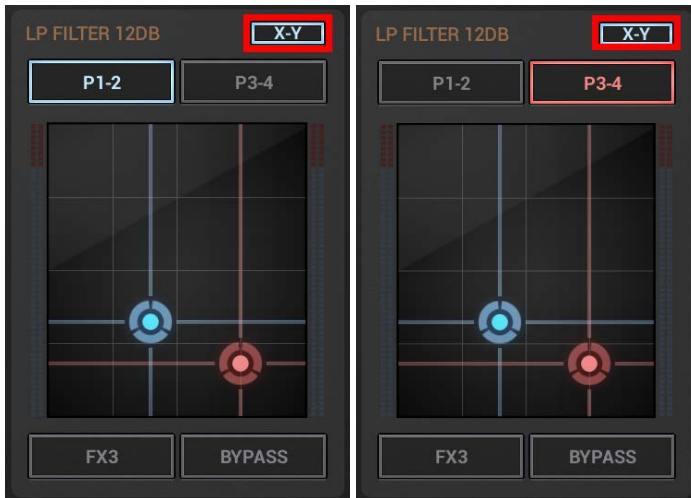 LP FILTER 12DB X-Y
P1-2 P3-4
FX3 BYPASS
LP FILTER 12DB X-Y
P1-2 P3-4
FX3 BYPASS